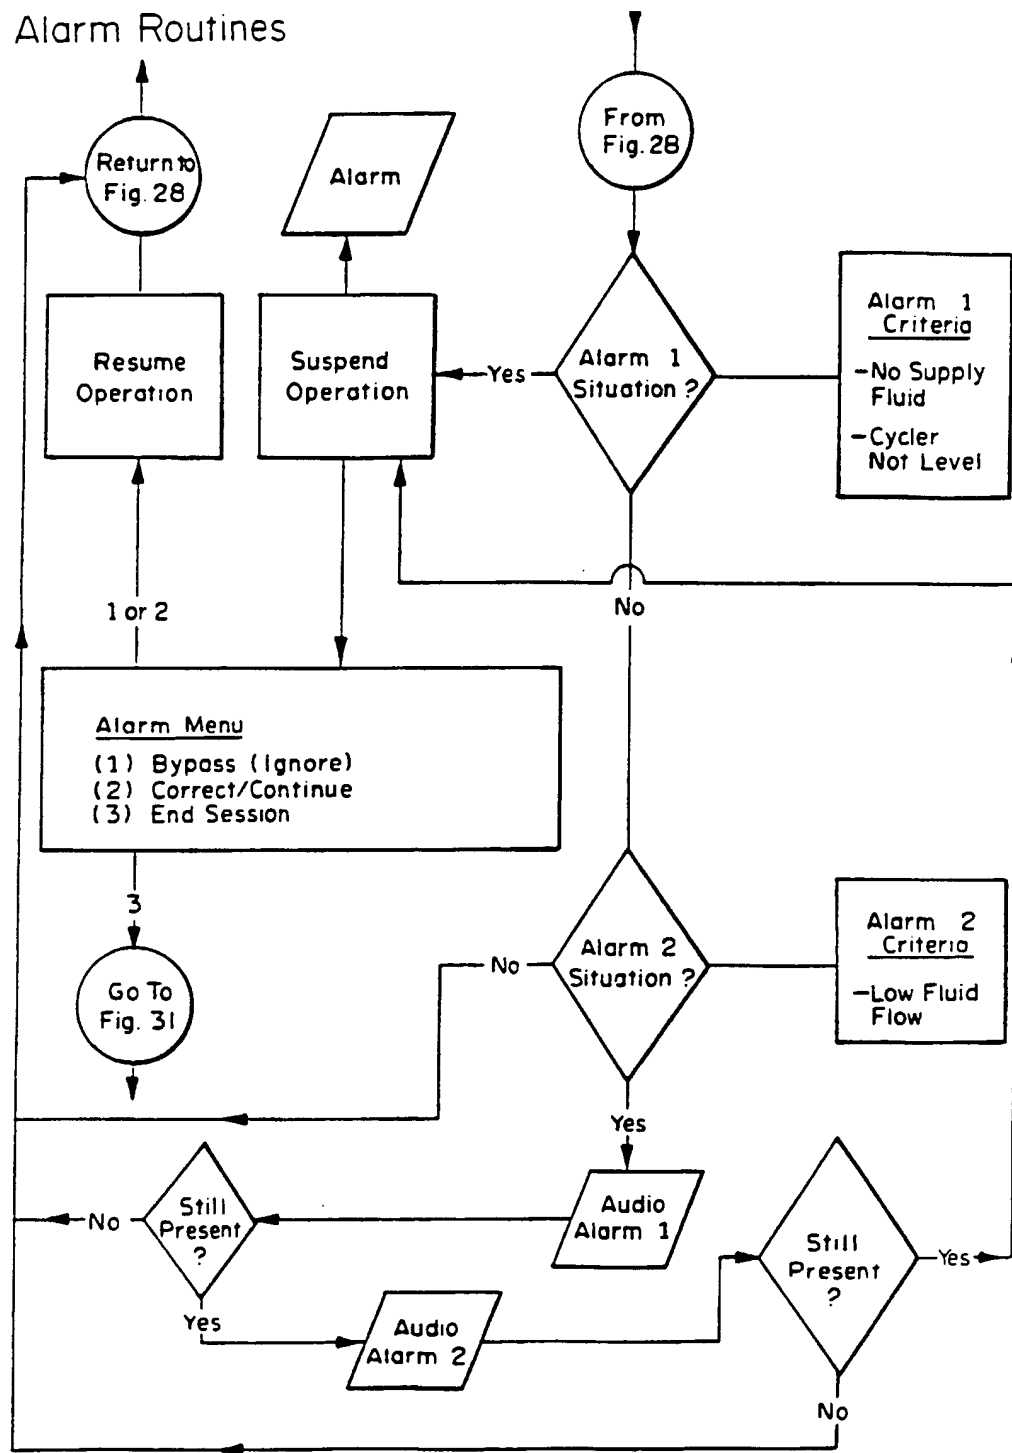 Alarm Routines
From
Fig. 28
Return to
Fig. 28
Alarm
Resume
Operation
Suspend
Operation
Yes
Alarm 1
Situation ?
Alarm 1
Criteria
-No Supply
Fluid
-Cycler
Not Level
1 or 2
No
Alarm Menu
(1) Bypass (Ignore)
(2) Correct/Continue
(3) End Session
3
Go To
Fig. 31
No
Alarm 2
Situation ?
Alarm 2
Criteria
-Low Fluid
Flow
Yes
No
Still
Present
?
Audio
Alarm 1
Yes
Audio
Alarm 2
Still
Present
?
Yes
No